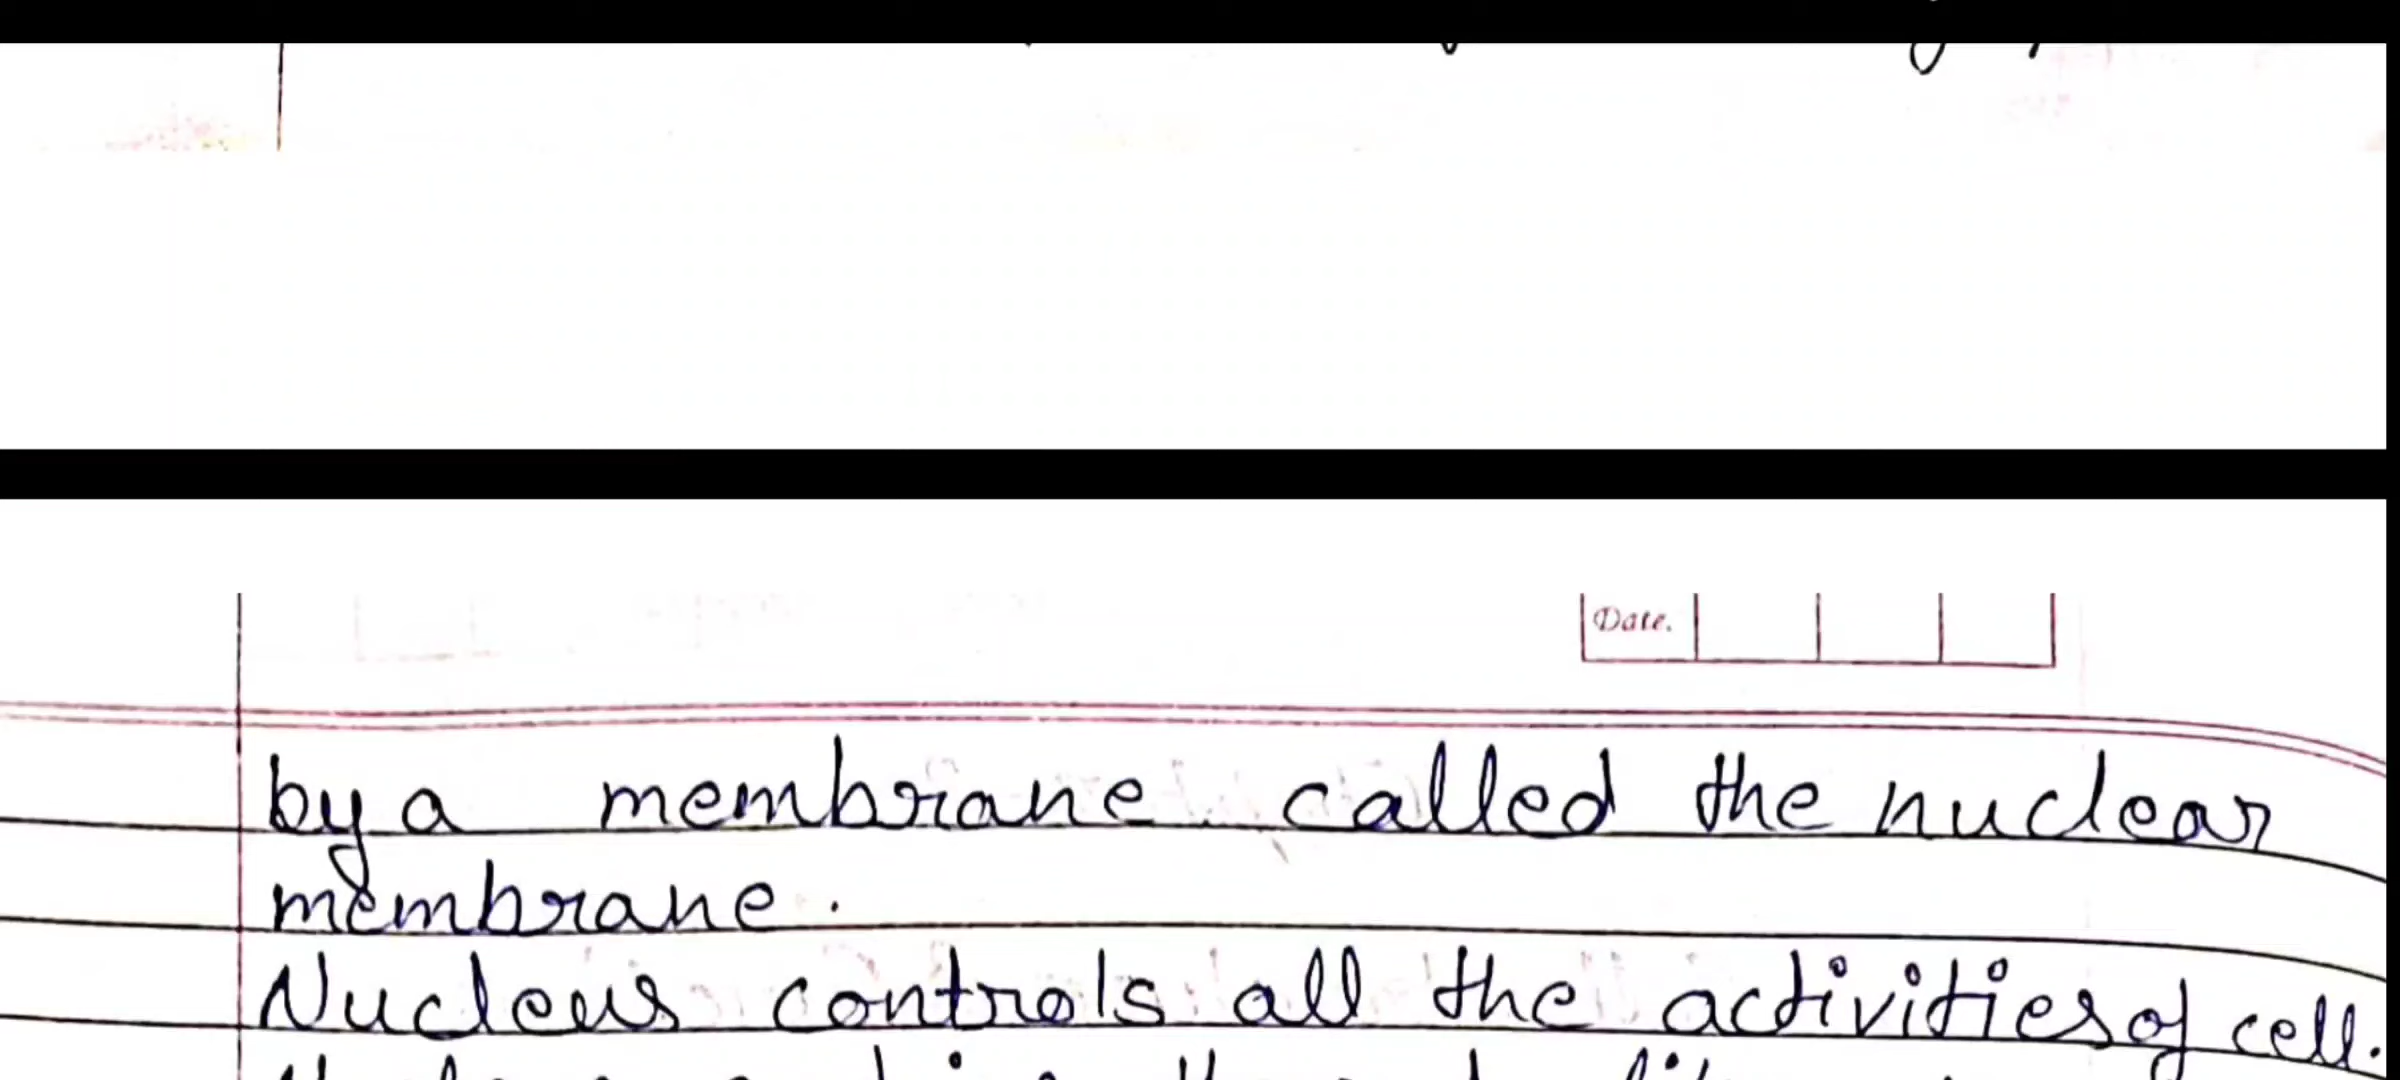 Date.
by a membrane called the nuclear
membrane.
Nucleus controls all the activities of cell.